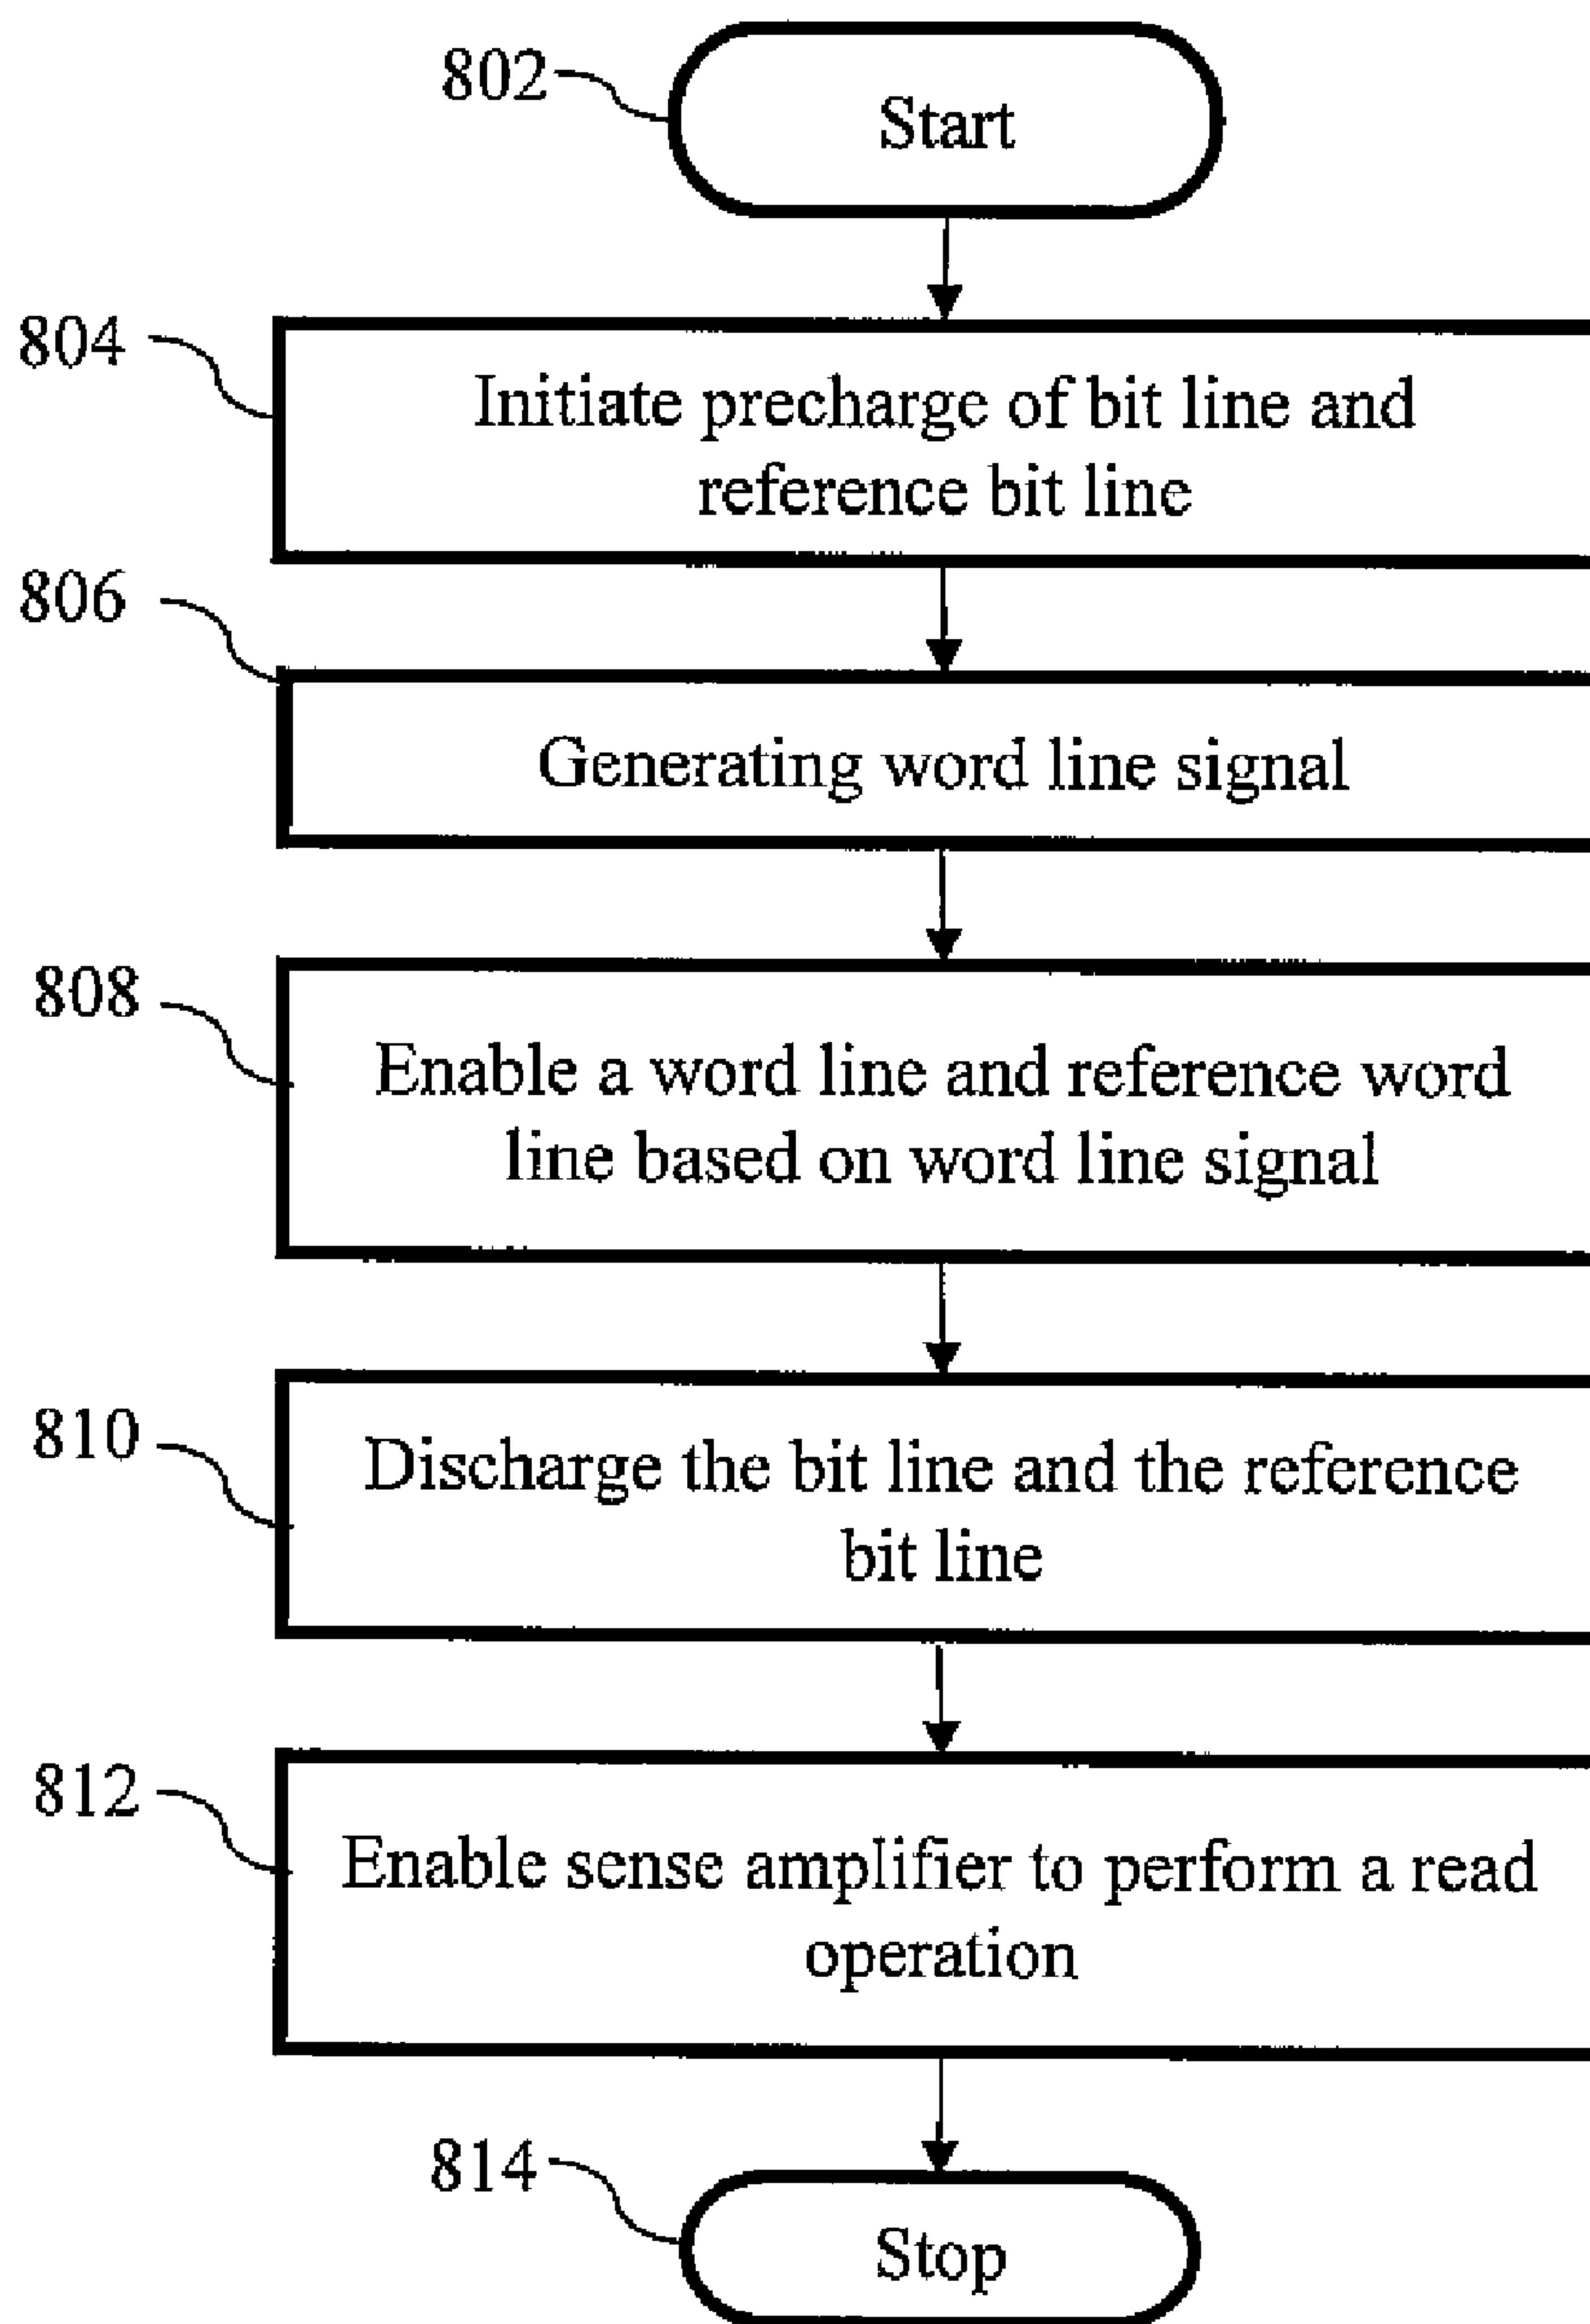 802
Start
804
Initiate precharge of bit line and
reference bit line
806
Generating word line signal
808
Enable a word line and reference word
line based on word line signal
810
Discharge the bit line and the reference
bit line
812
Enable sense amplifier to perform a read
operation
814
Stop